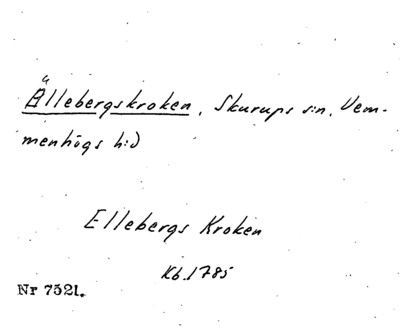 Ällebergskroken, Skurups s:n, Vem-
menhögs h:d
Ellebergs Kroken
Kb. 1785
Nr 7521.